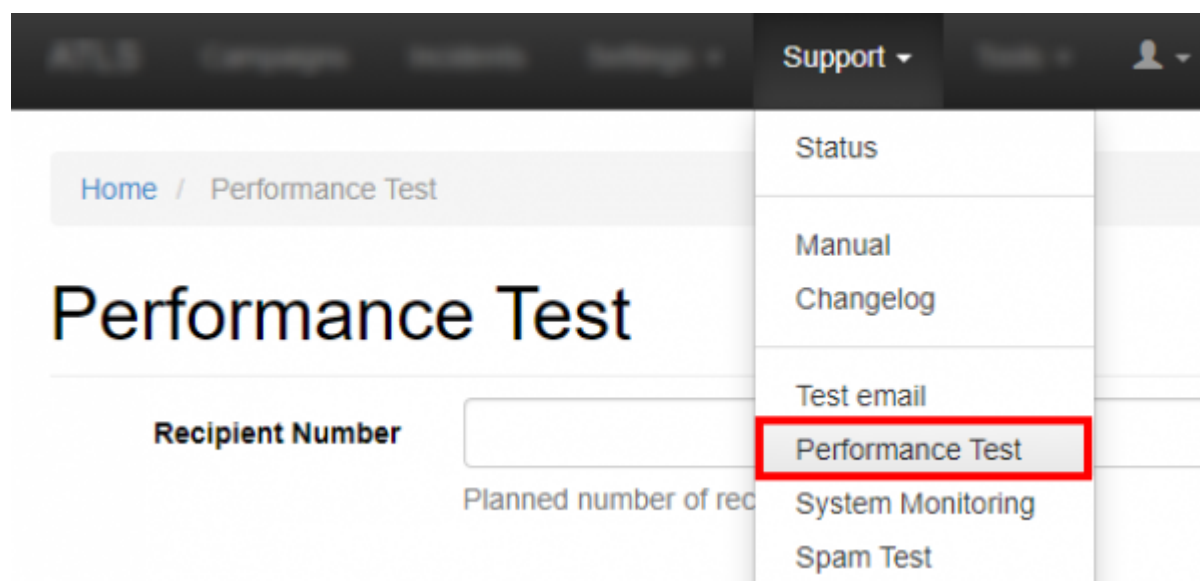 Support
Home / Performance Test
Performance Test
Recipient Number
Planned number of rec
Status
Manual
Changelog
Test email
Performance Test
System Monitoring
Spam Test